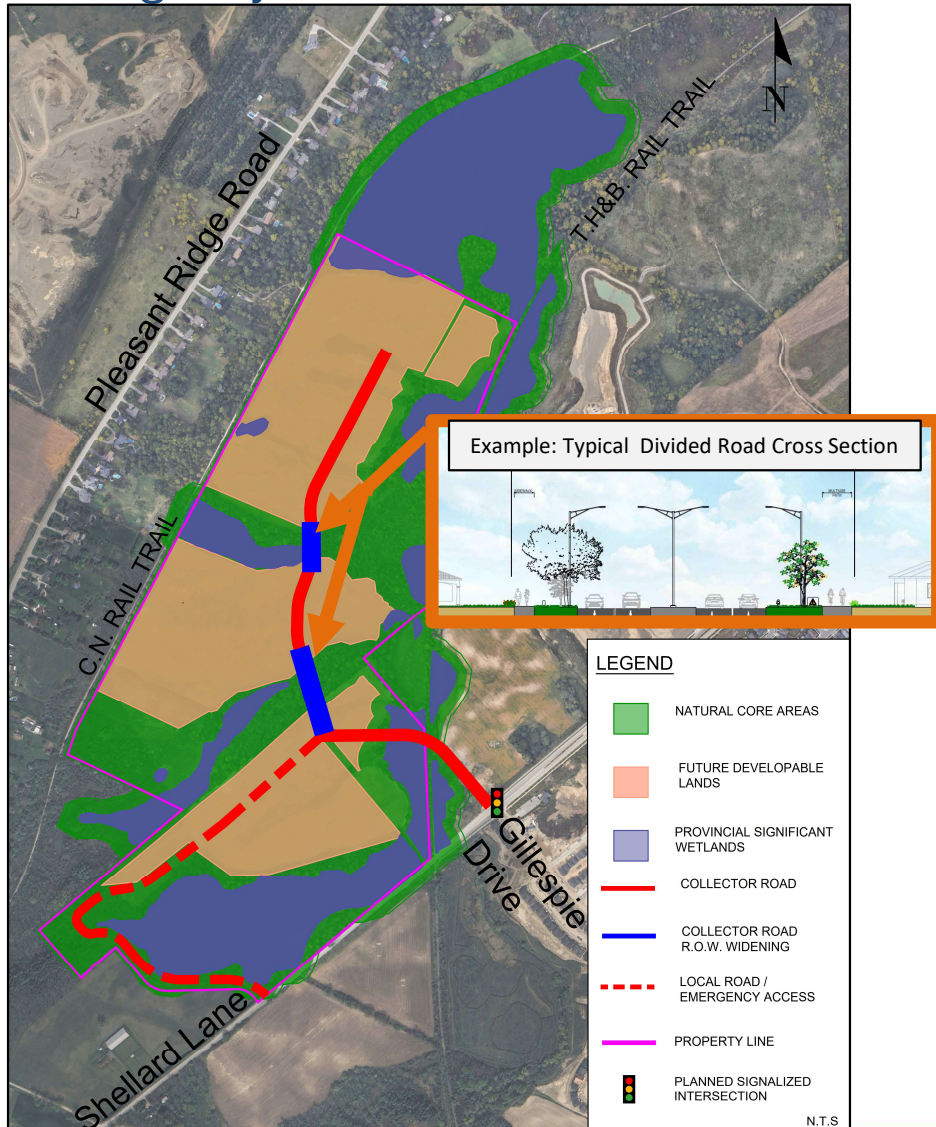 N
T.H&B. RAIL TRAIL
Pleasant Ridge Road
Example: Typical Divided Road Cross Section
C.N. RAIL TRAIL
Gillespie
Drive
Shellard Lane
LEGEND
NATURAL CORE AREAS
FUTURE DEVELOPABLE
LANDS
PROVINCIAL SIGNIFICANT
WETLANDS
COLLECTOR ROAD
COLLECTOR ROAD
R.O.W. WIDENING
LOCAL ROAD /
EMERGENCY ACCESS
PROPERTY LINE
PLANNED SIGNALIZED
INTERSECTION
N.T.S